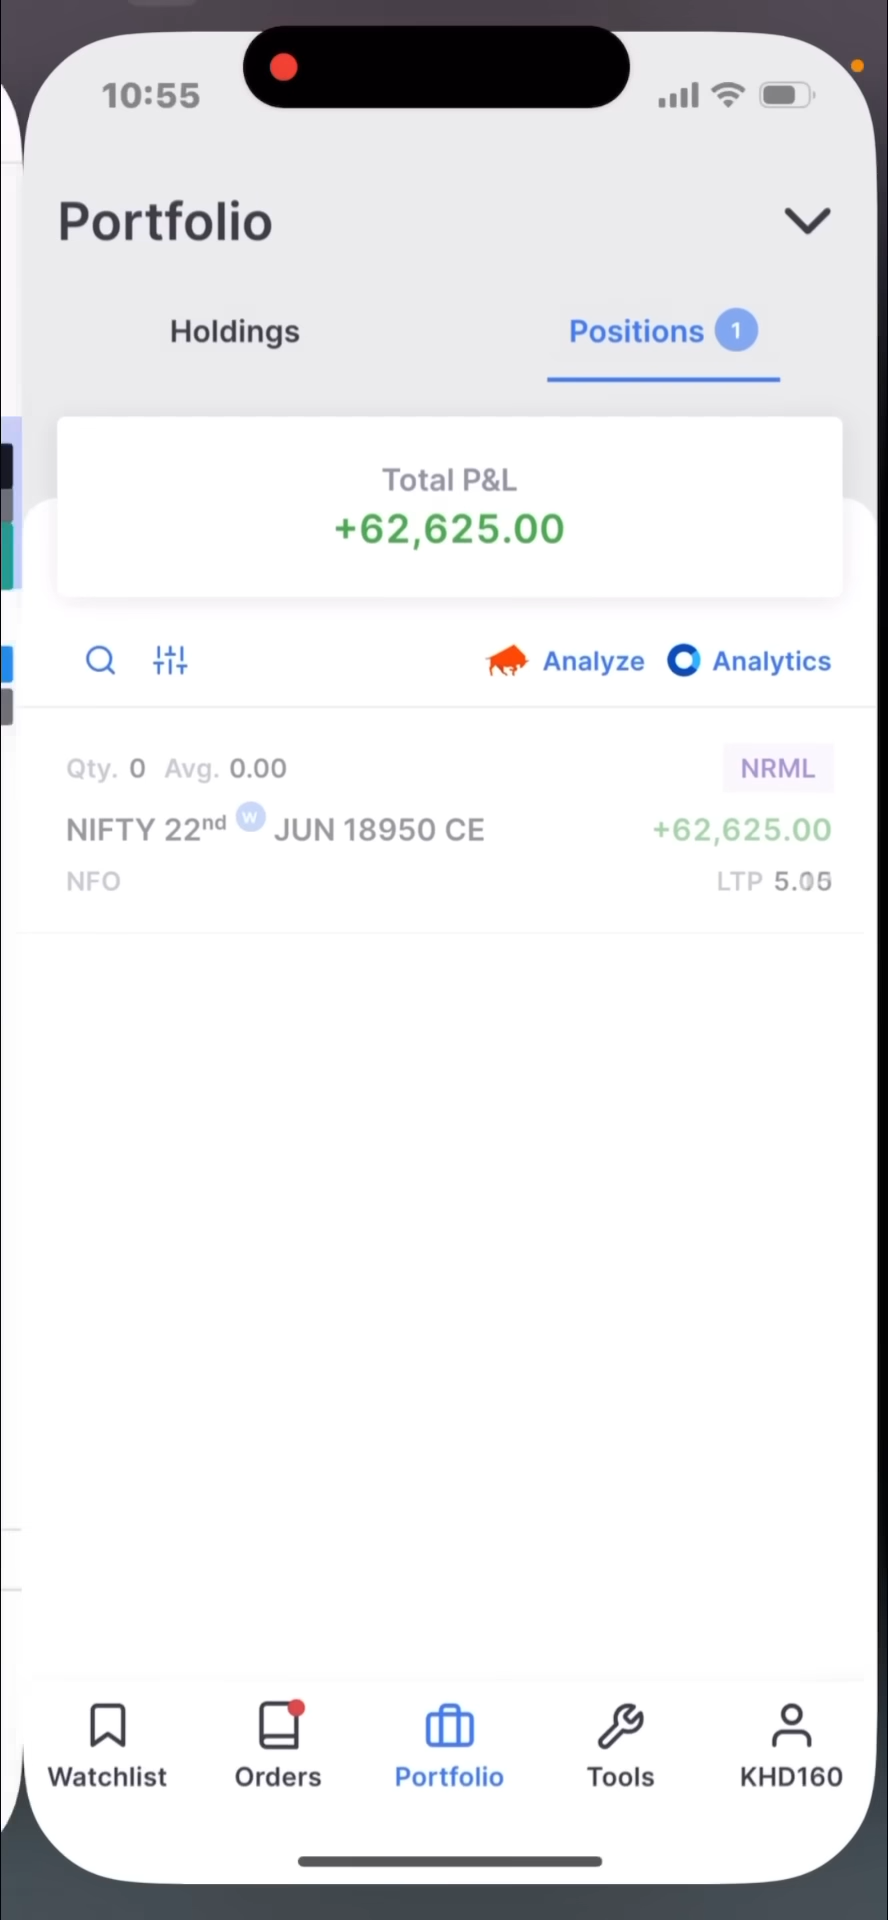 10:55
Portfolio
Holdings Positions 1
Total P&L
+62,625.00
Analyze Analytics
Qty. 0 Avg. 0.00 NRML
NIFTY 22nd W JUN 18950 CE +62,625.00
NFO LTP
Watchlist Orders Portfolio Tools KHD160